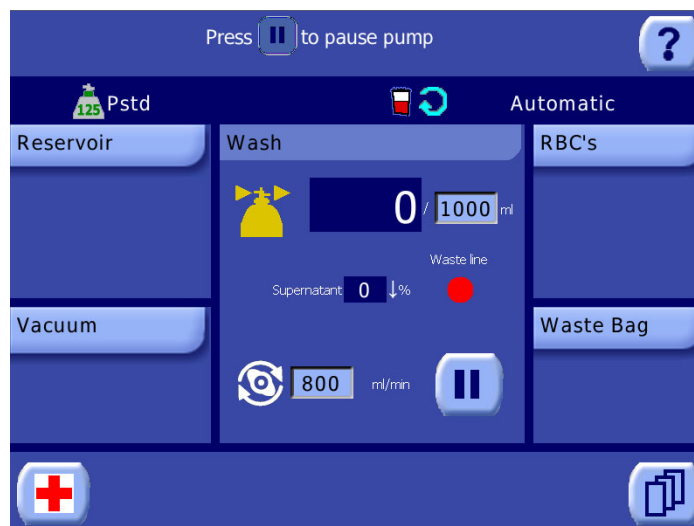 Press to pause pump
?
125 Pstd Automatic
Reservoir
Wash
RBC's
0 / 1000 ml
Waste line
Supernatant 0 ↓%
Vacuum
Waste Bag
800 ml/min